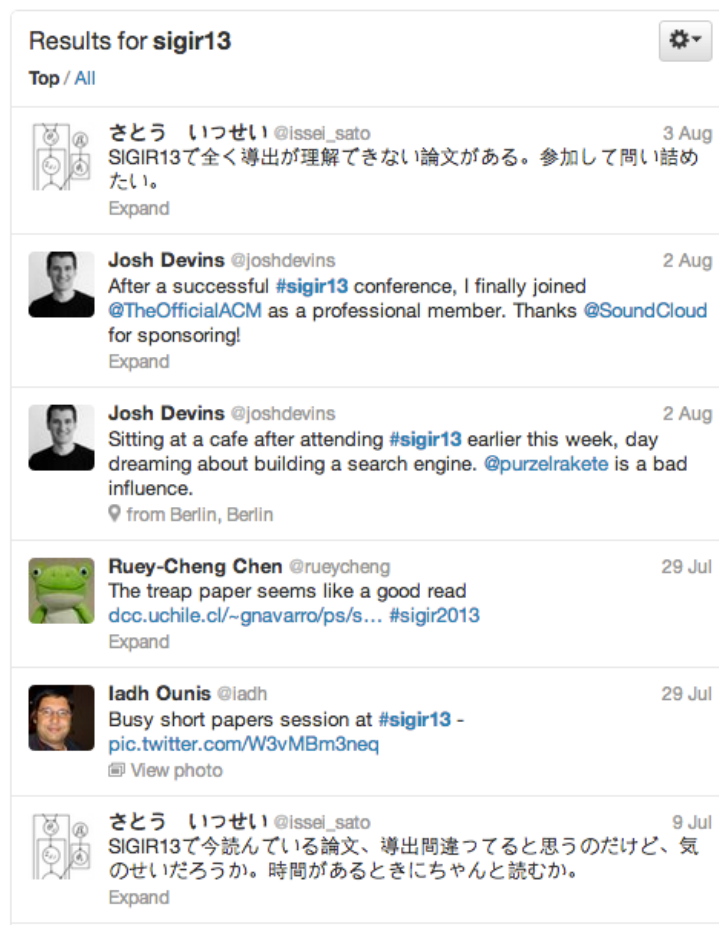 Results for sigir13
Top / All
さとう　いっせい @issei_sato 3 Aug
SIGIR13で全く導出が理解できない論文がある。参加して問い詰め
たい。
Expand
Josh Devins @joshdevins 2 Aug
After a successful #sigir13 conference, I finally joined
@TheOfficialACM as a professional member. Thanks @SoundCloud
for sponsoring!
Expand
Josh Devins @joshdevins 2 Aug
Sitting at a cafe after attending #sigir13 earlier this week, day
dreaming about building a search engine. @purzelrakete is a bad
influence.
from Berlin, Berlin
Ruey-Cheng Chen @rueycheng 29 Jul
The treap paper seems like a good read
dcc.uchile.cl/~gnavarro/ps/s… #sigir2013
Expand
Iadh Ounis @iadh 29 Jul
Busy short papers session at #sigir13 -
pic.twitter.com/W3vMBm3neq
View photo
さとう　いっせい @issei_sato 9 Jul
SIGIR13で今読んでいる論文、導出間違ってると思うのだけど、気
のせいだろうか。時間があるときにちゃんと読むか。
Expand